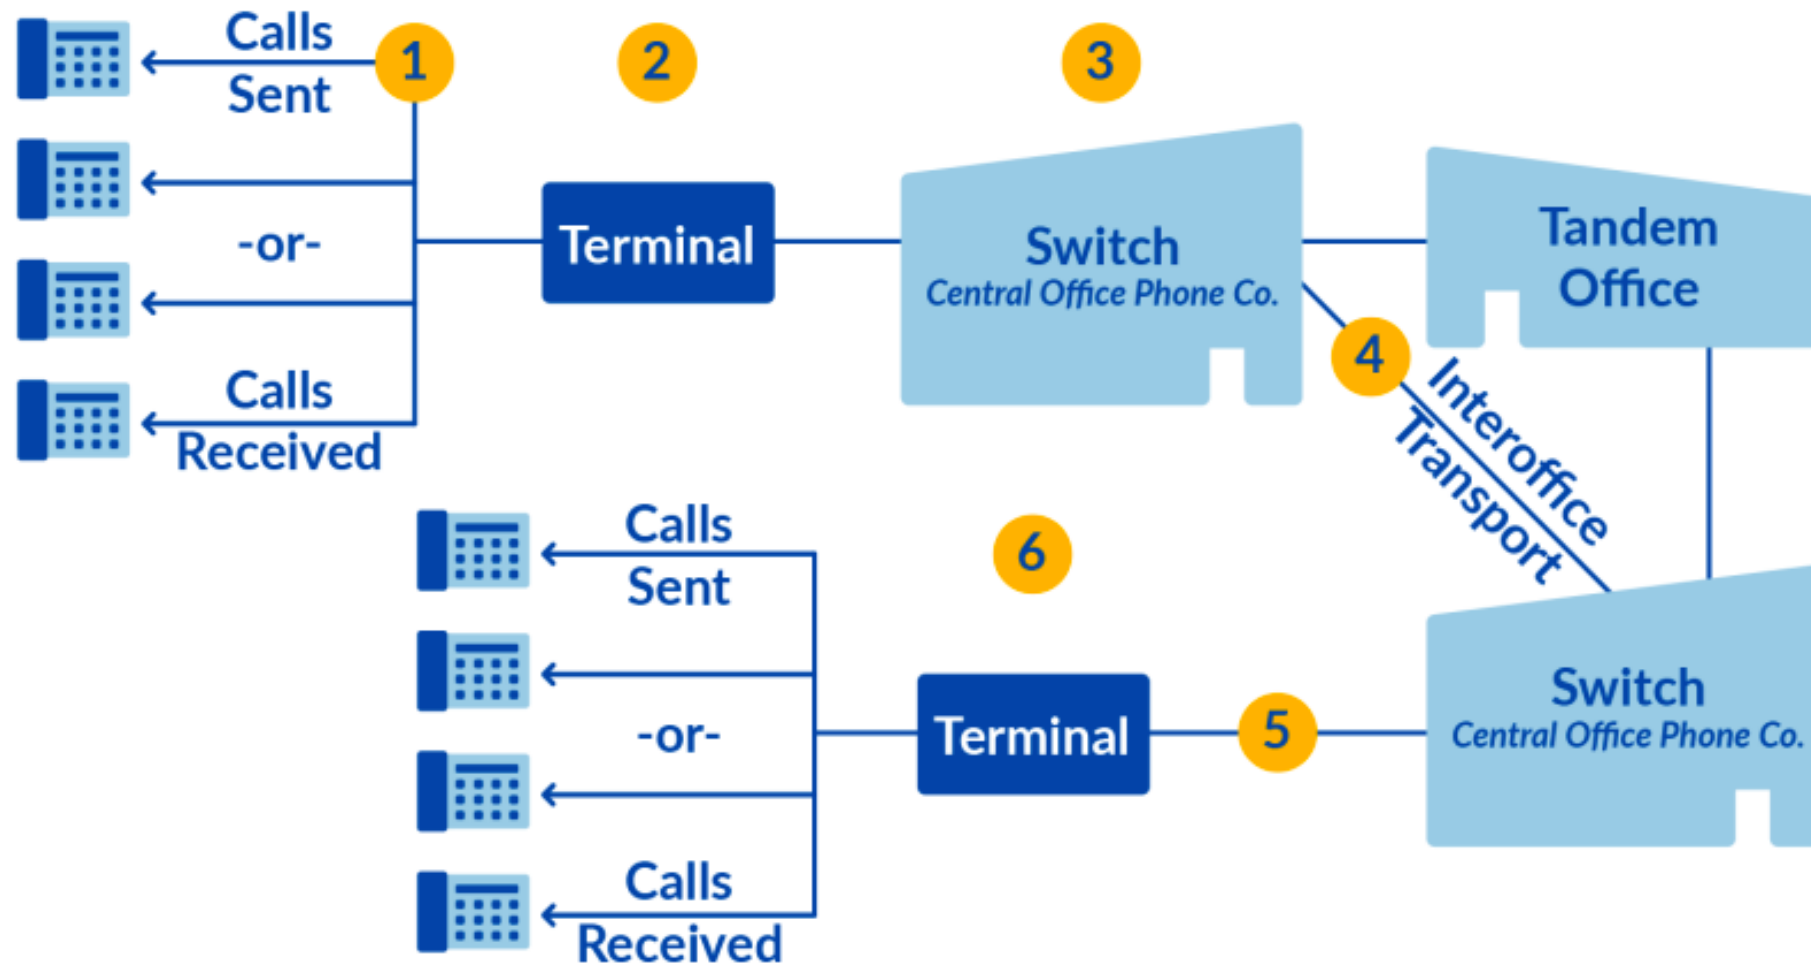 Calls
Sent
1
2
3
-or-
Terminal
Switch
Central Office Phone Co.
Tandem
Office
Calls
Received
4
Interoffice
Transport
Calls
Sent
6
-or-
Terminal
5
Switch
Central Office Phone Co.
Calls
Received